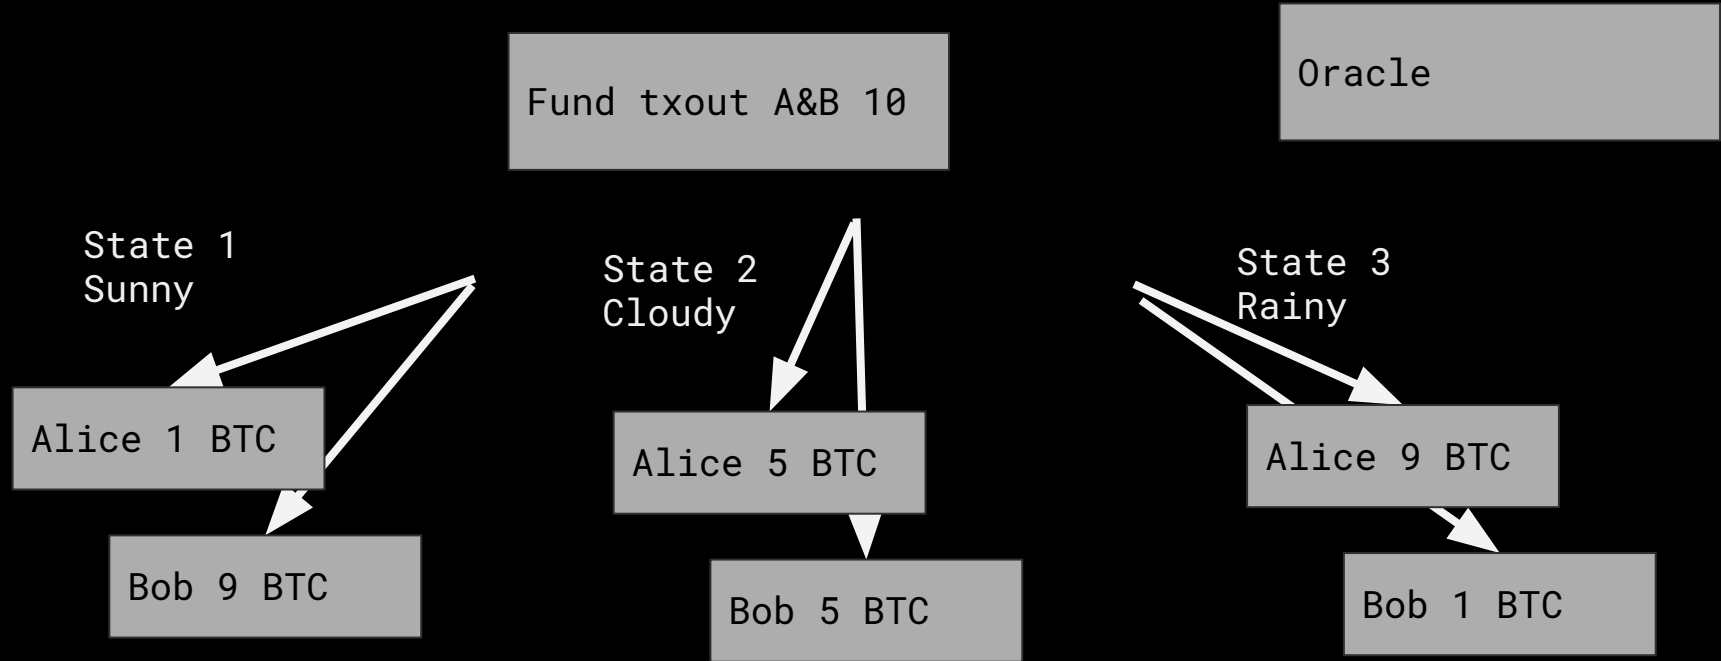 Fund txout A&B 10
Oracle
State 1
Sunny
State 2
Cloudy
State 3
Rainy
Alice 1 BTC
Bob 9 BTC
Alice 5 BTC
Bob 5 BTC
Alice 9 BTC
Bob 1 BTC